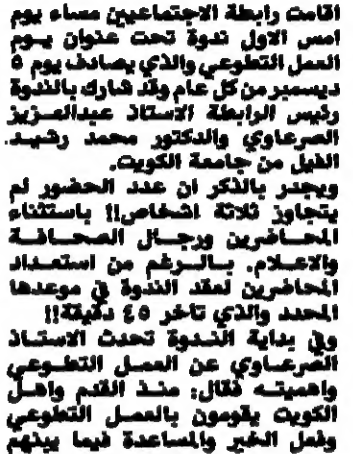 اقامت رابطة الاجتماعيين مساء يوم
امس الاول ندوة تحت عنوان يوم
العمل التطوعي والذي يصادف يوم ٥
ديسمبر من كل عام وقد شارك بالندوة
رئيس الرابطة الاستاذ عبدالعزيز
الصرعاوي والدكتور محمد رشيد
الفيل من جامعة الكويت.
ويجدر بالذكر ان عدد الحضور لم
يتجاوز ثلاثة اشخاص!! باستثناء
المحاضرين ورجال الصحافة
والاعلام. بالرغم من استعداد
المحاضرين لعقد الندوة في موعدها
المحدد والذي تاخر ٤٥ دقيقة!!
وفي بداية الندوة تحدث الاستاذ
الصرعاوي عن العمل التطوعي
واهميته فقال: منذ القدم واهل
الكويت يقومون بالعمل التطوعي
وفعل الخير والمساعدة فيما بينهم